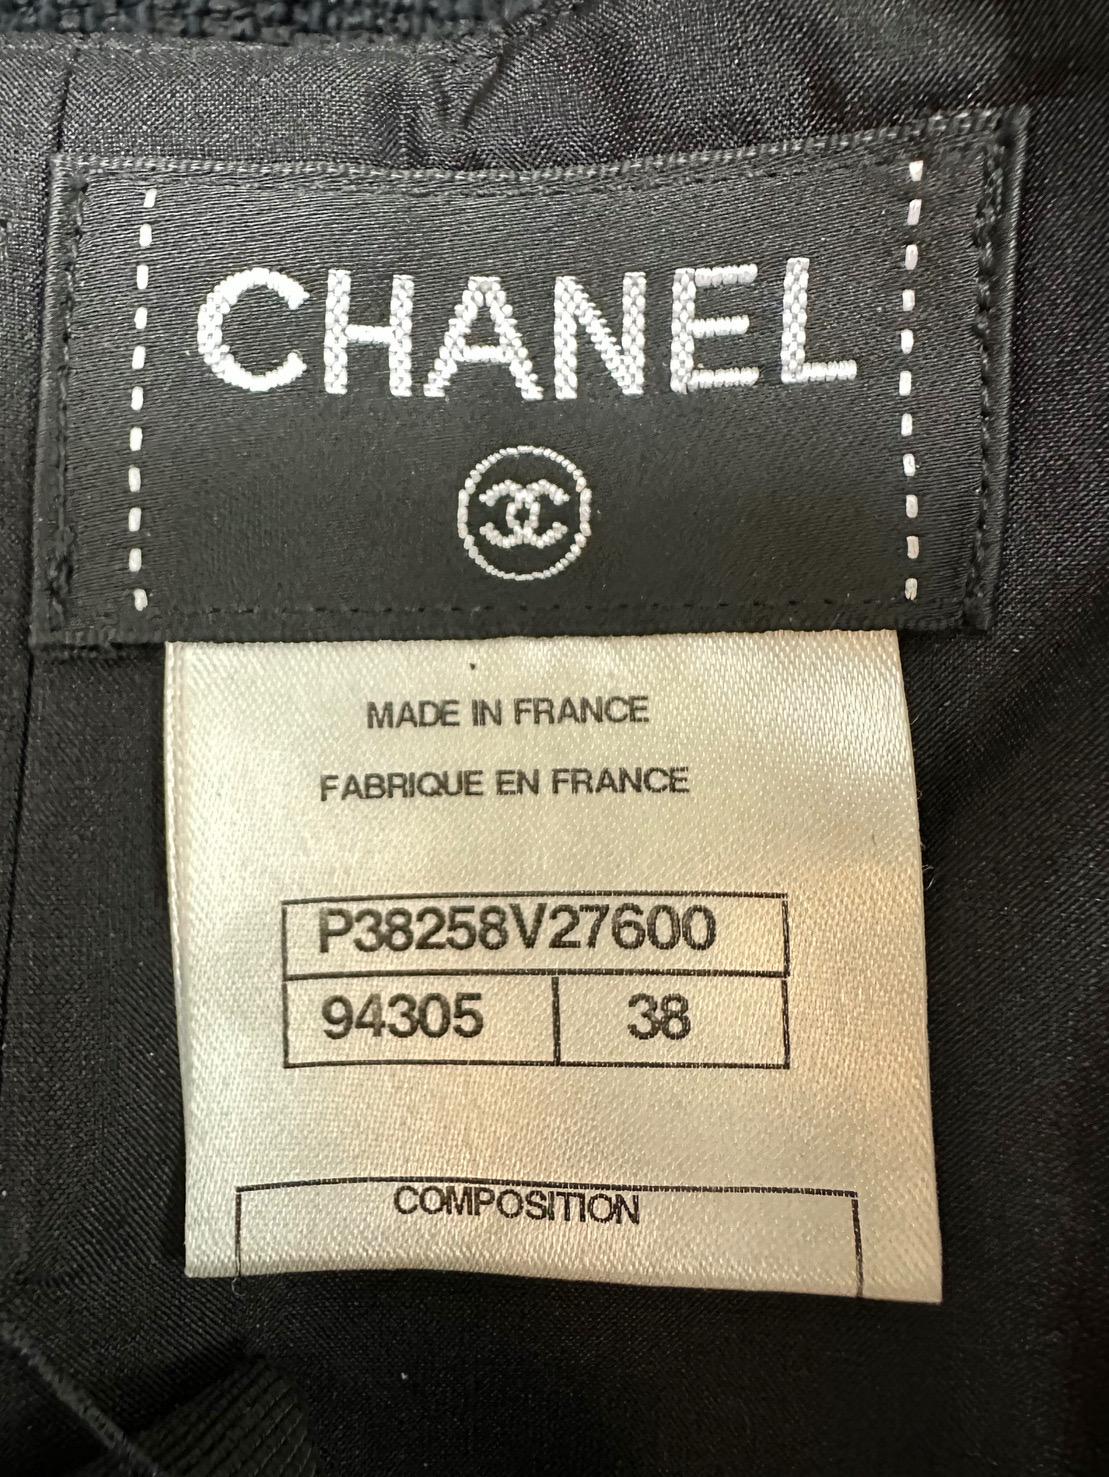 CHANEL
MADE IN FRANCE
FABRIQUE EN FRANCE
P38258V27600
94305 38
COMPOSITION